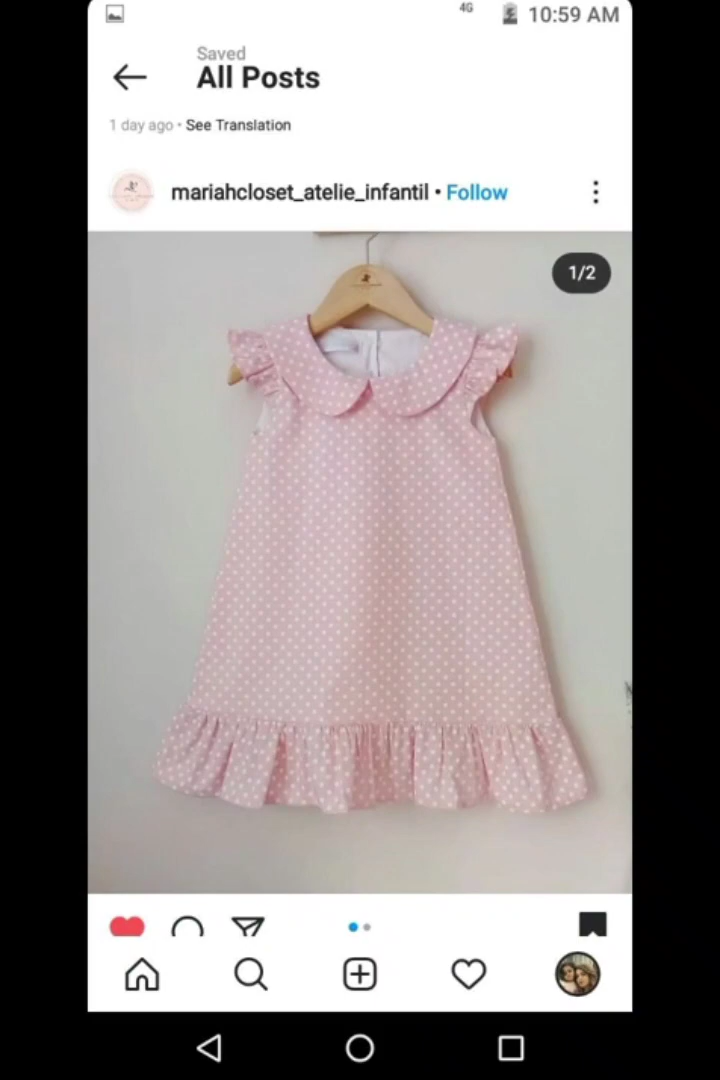 4G 10:59 AM
Saved
All Posts
1 day ago • See Translation
mariahcloset_atelie_infantil • Follow
1/2